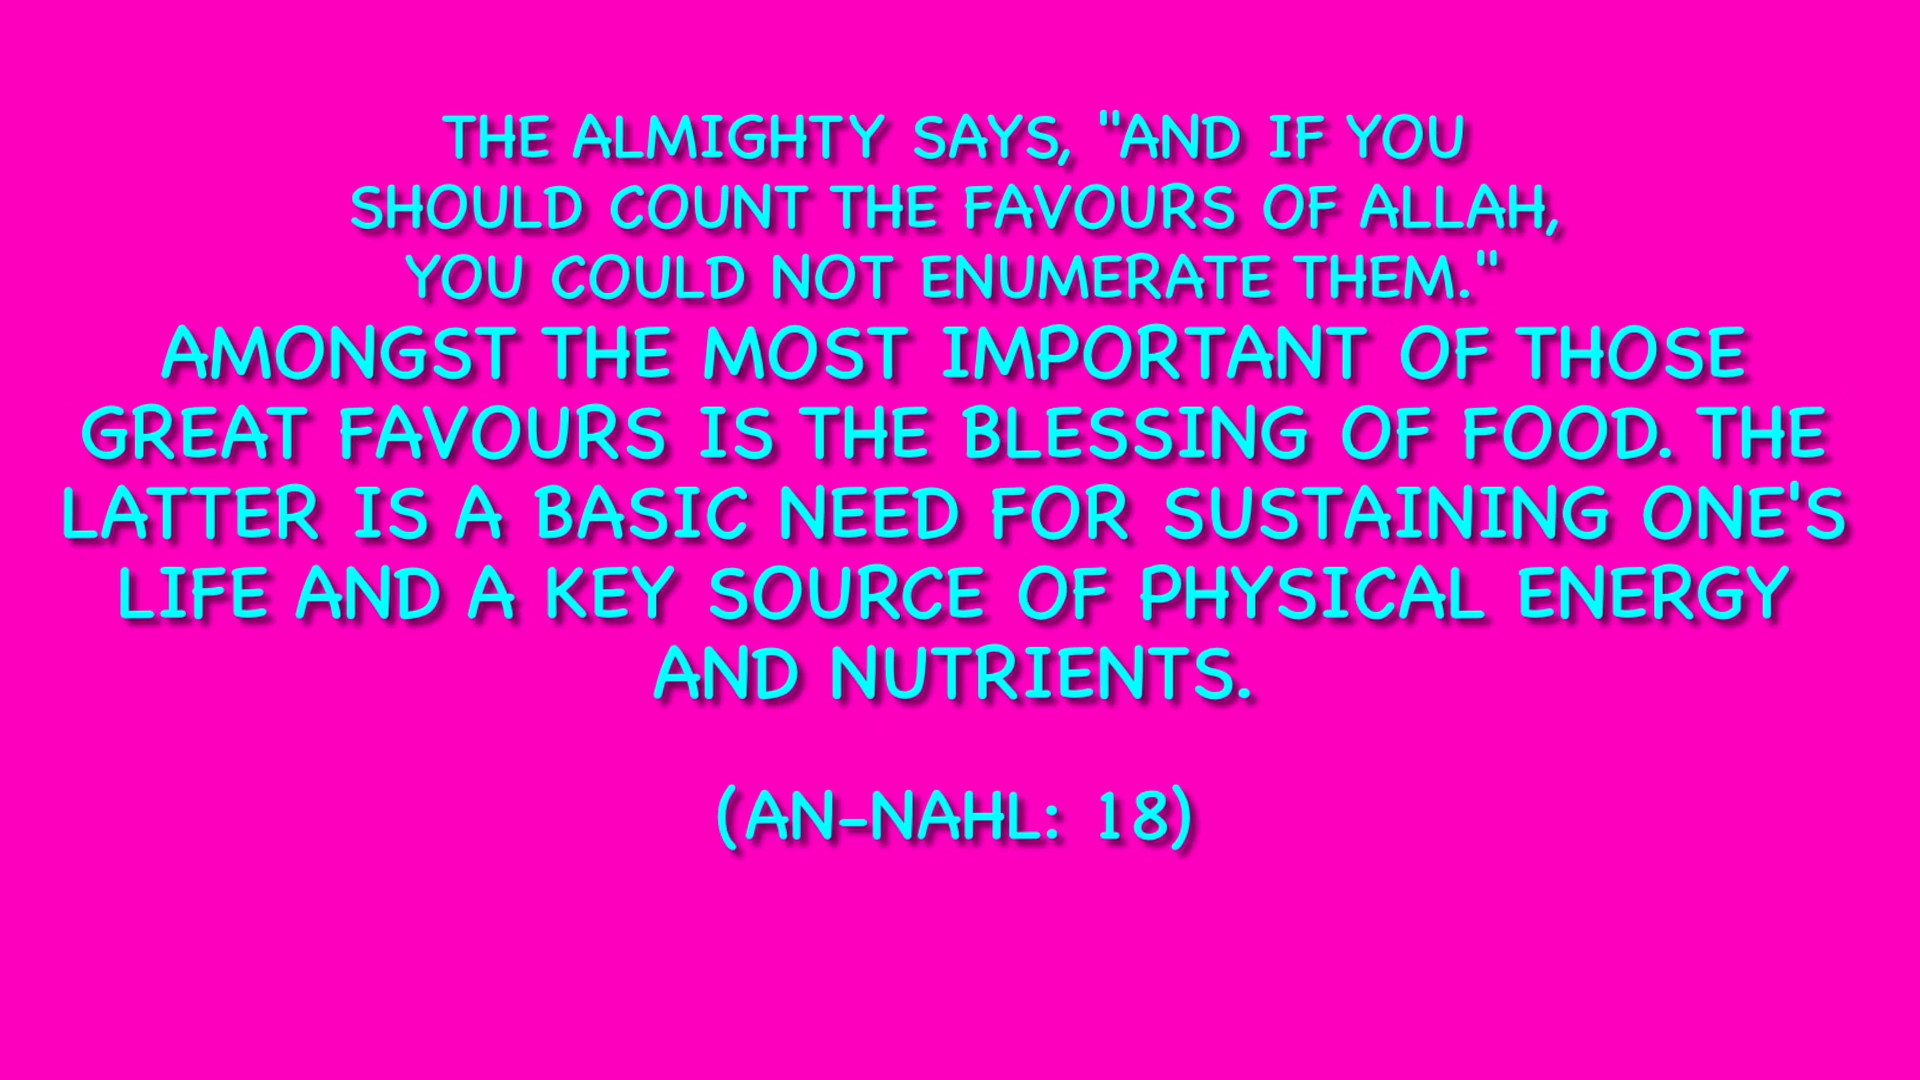 THE ALMIGHTY SAYS, "AND IF YOU
SHOULD COUNT THE FAVOURS OF ALLAH,
YOU COULD NOT ENUMERATE THEM."
AMONGST THE MOST IMPORTANT OF THOSE
GREAT FAVOURS IS THE BLESSING OF FOOD. THE
LATTER IS A BASIC NEED FOR SUSTAINING ONE'S
LIFE AND A KEY SOURCE OF PHYSICAL ENERGY
AND NUTRIENTS.
(AN-NAHL: 18)